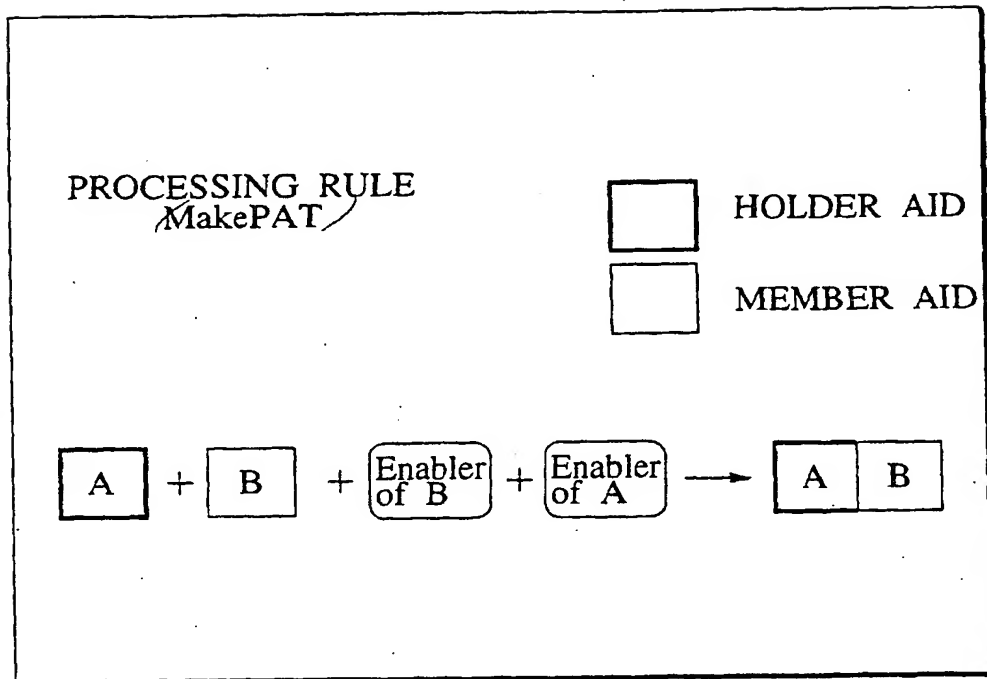 PROCESSING RULE
(MakePAT)
HOLDER AID
MEMBER AID
A + B + Enabler of B + Enabler of A → A B